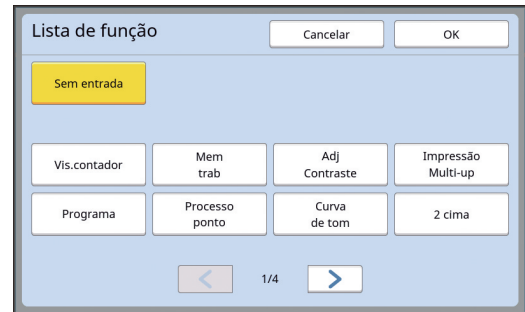 Lista de função
Cancelar
OK
Sem entrada
Vis.contador
Mem
trab
Adj
Contraste
Impressão
Multi-up
Programa
Processo
ponto
Curva
de tom
2 cima
1/4